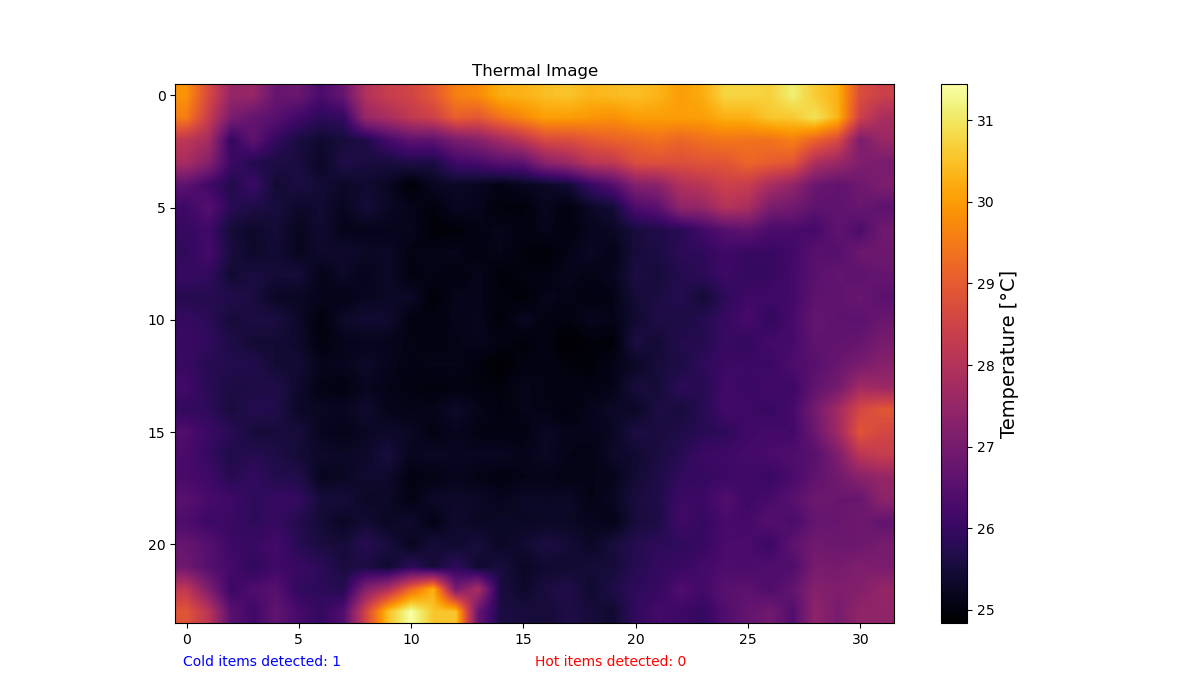 Thermal Image
0
5
10
15
20
0 5 10 15 20 25 30
31
30
29
28
27
26
25
Temperature [°C]
Cold items detected: 1
Hot items detected: 0